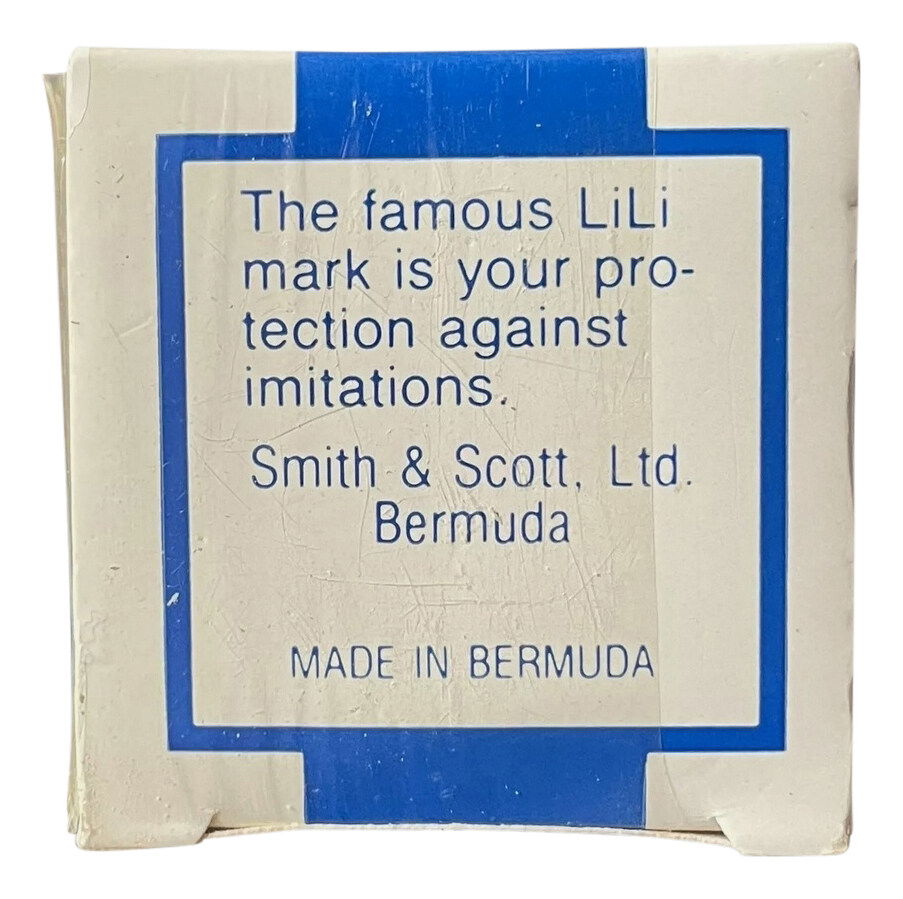 The famous LiLi
mark is your pro-
tection against
imitations.
Smith & Scott, Ltd.
Bermuda
MADE IN BERMUDA